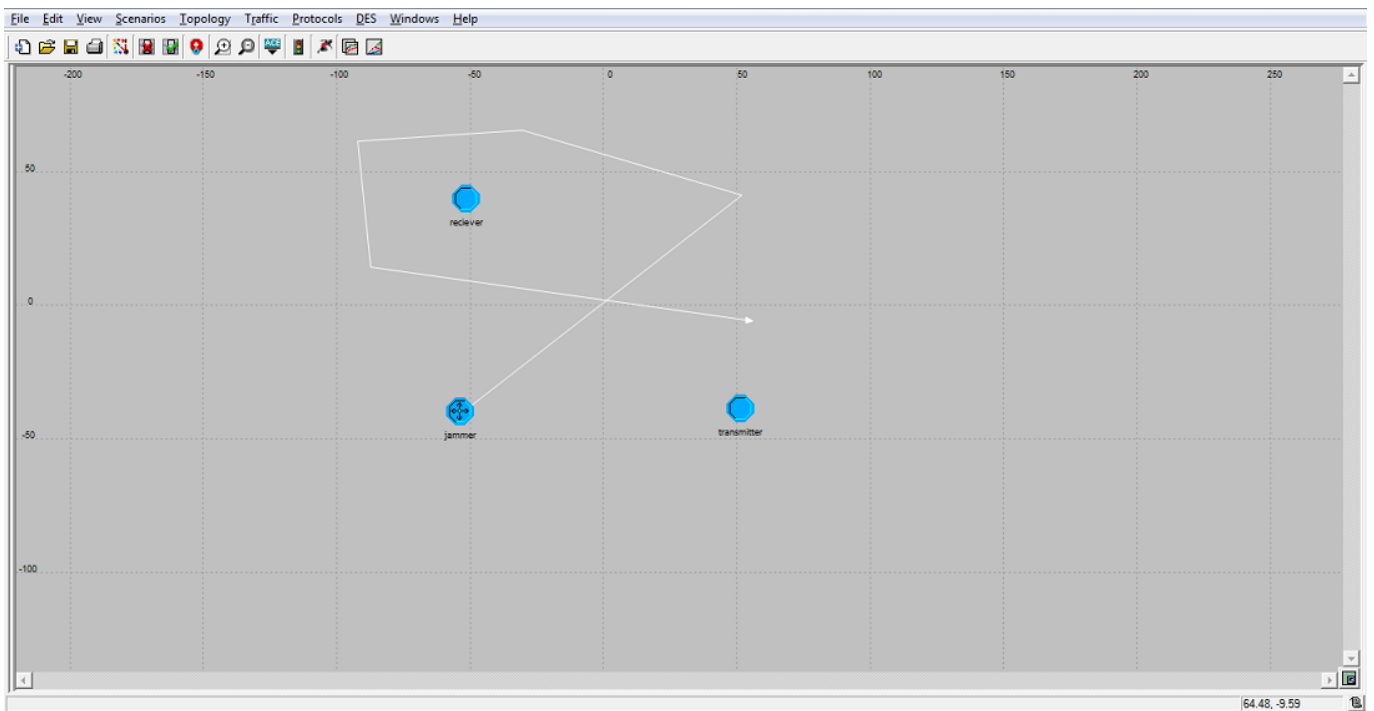 File Edit View Scenarios Topology Traffic Protocols DES Windows Help
ACE
-200 -150 -100 -50 0 50 100 150 200 250
50
reciever
0
jammer
transmitter
-50
-100
64.48, -9.59